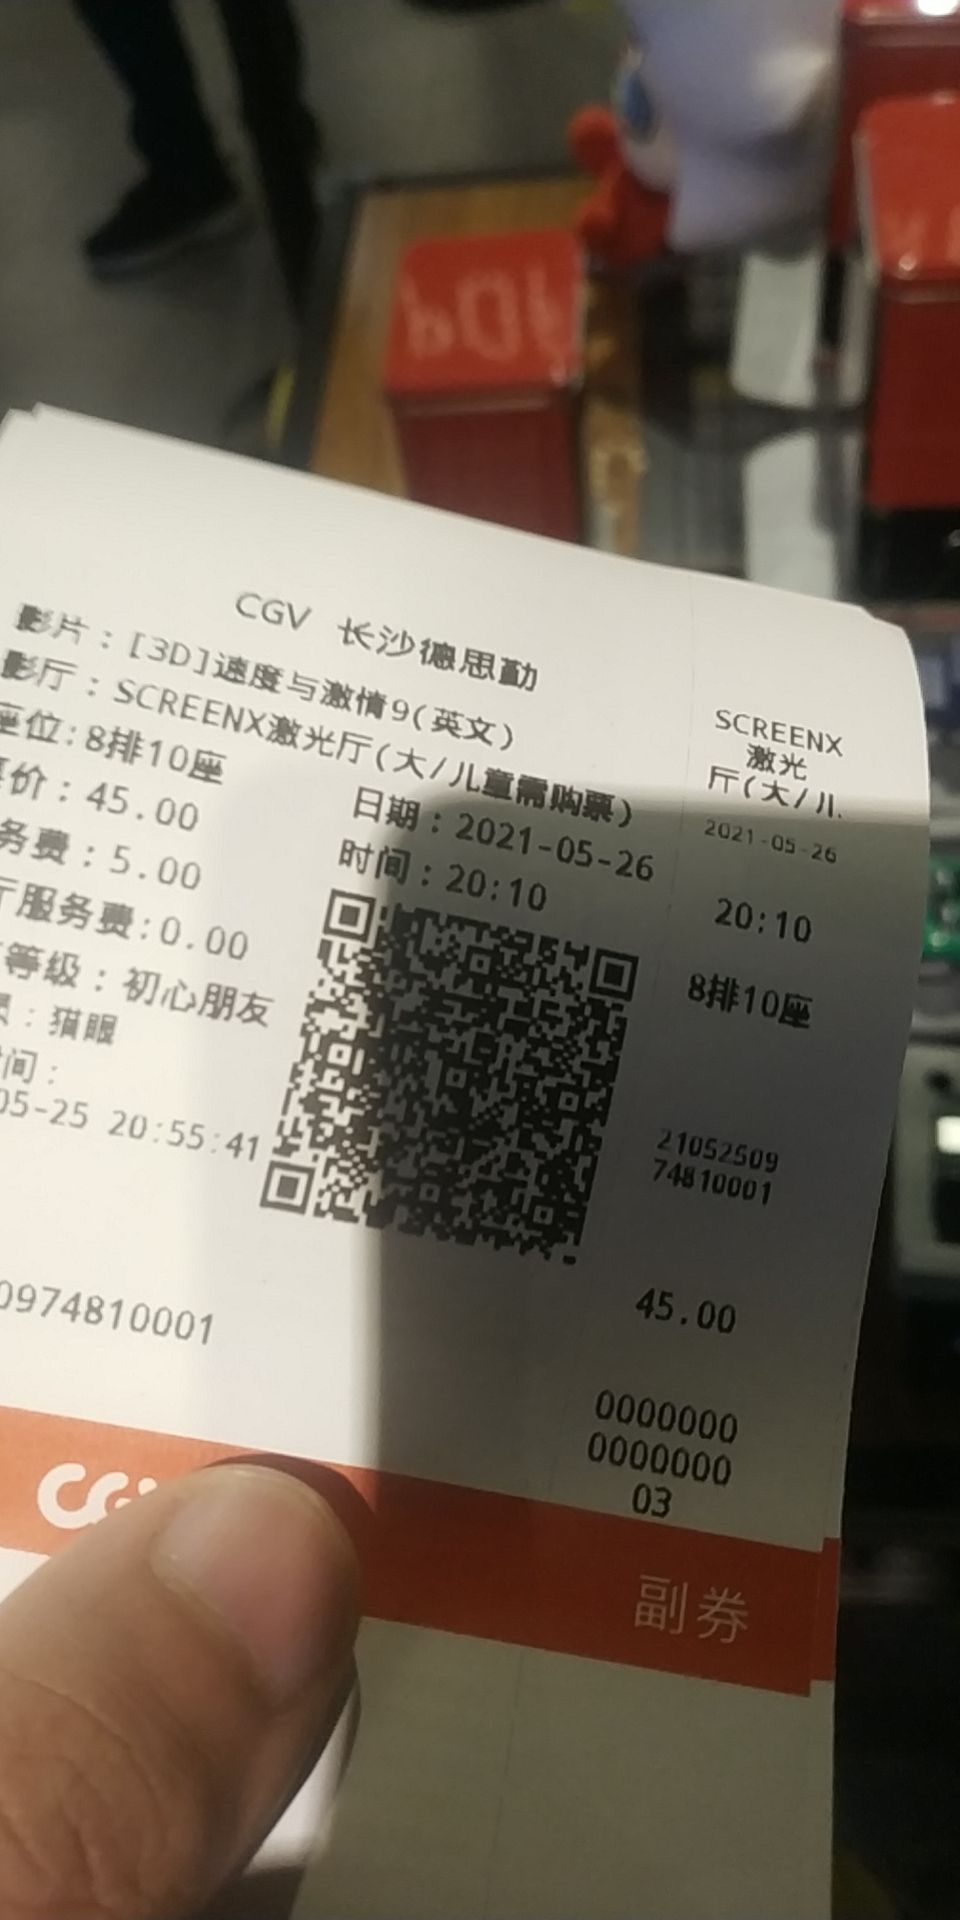 CGV 长沙德思勤
影片：[3D]速度与激情9(英文)
影厅：SCREENX激光厅(大/儿童需购票)
座位:8排10座
价：45.00
日期：2021-05-26
务费：5.00
时间：20:10
厅服务费:0.00
等级：初心朋友
：猫眼
时间：
05-25 20:55:41
0974810001
CGV
SCREENX
激光
厅(大/儿.
2021-05-26
20:10
8排10座
21052509
74810001
45.00
0000000
0000000
03
副券